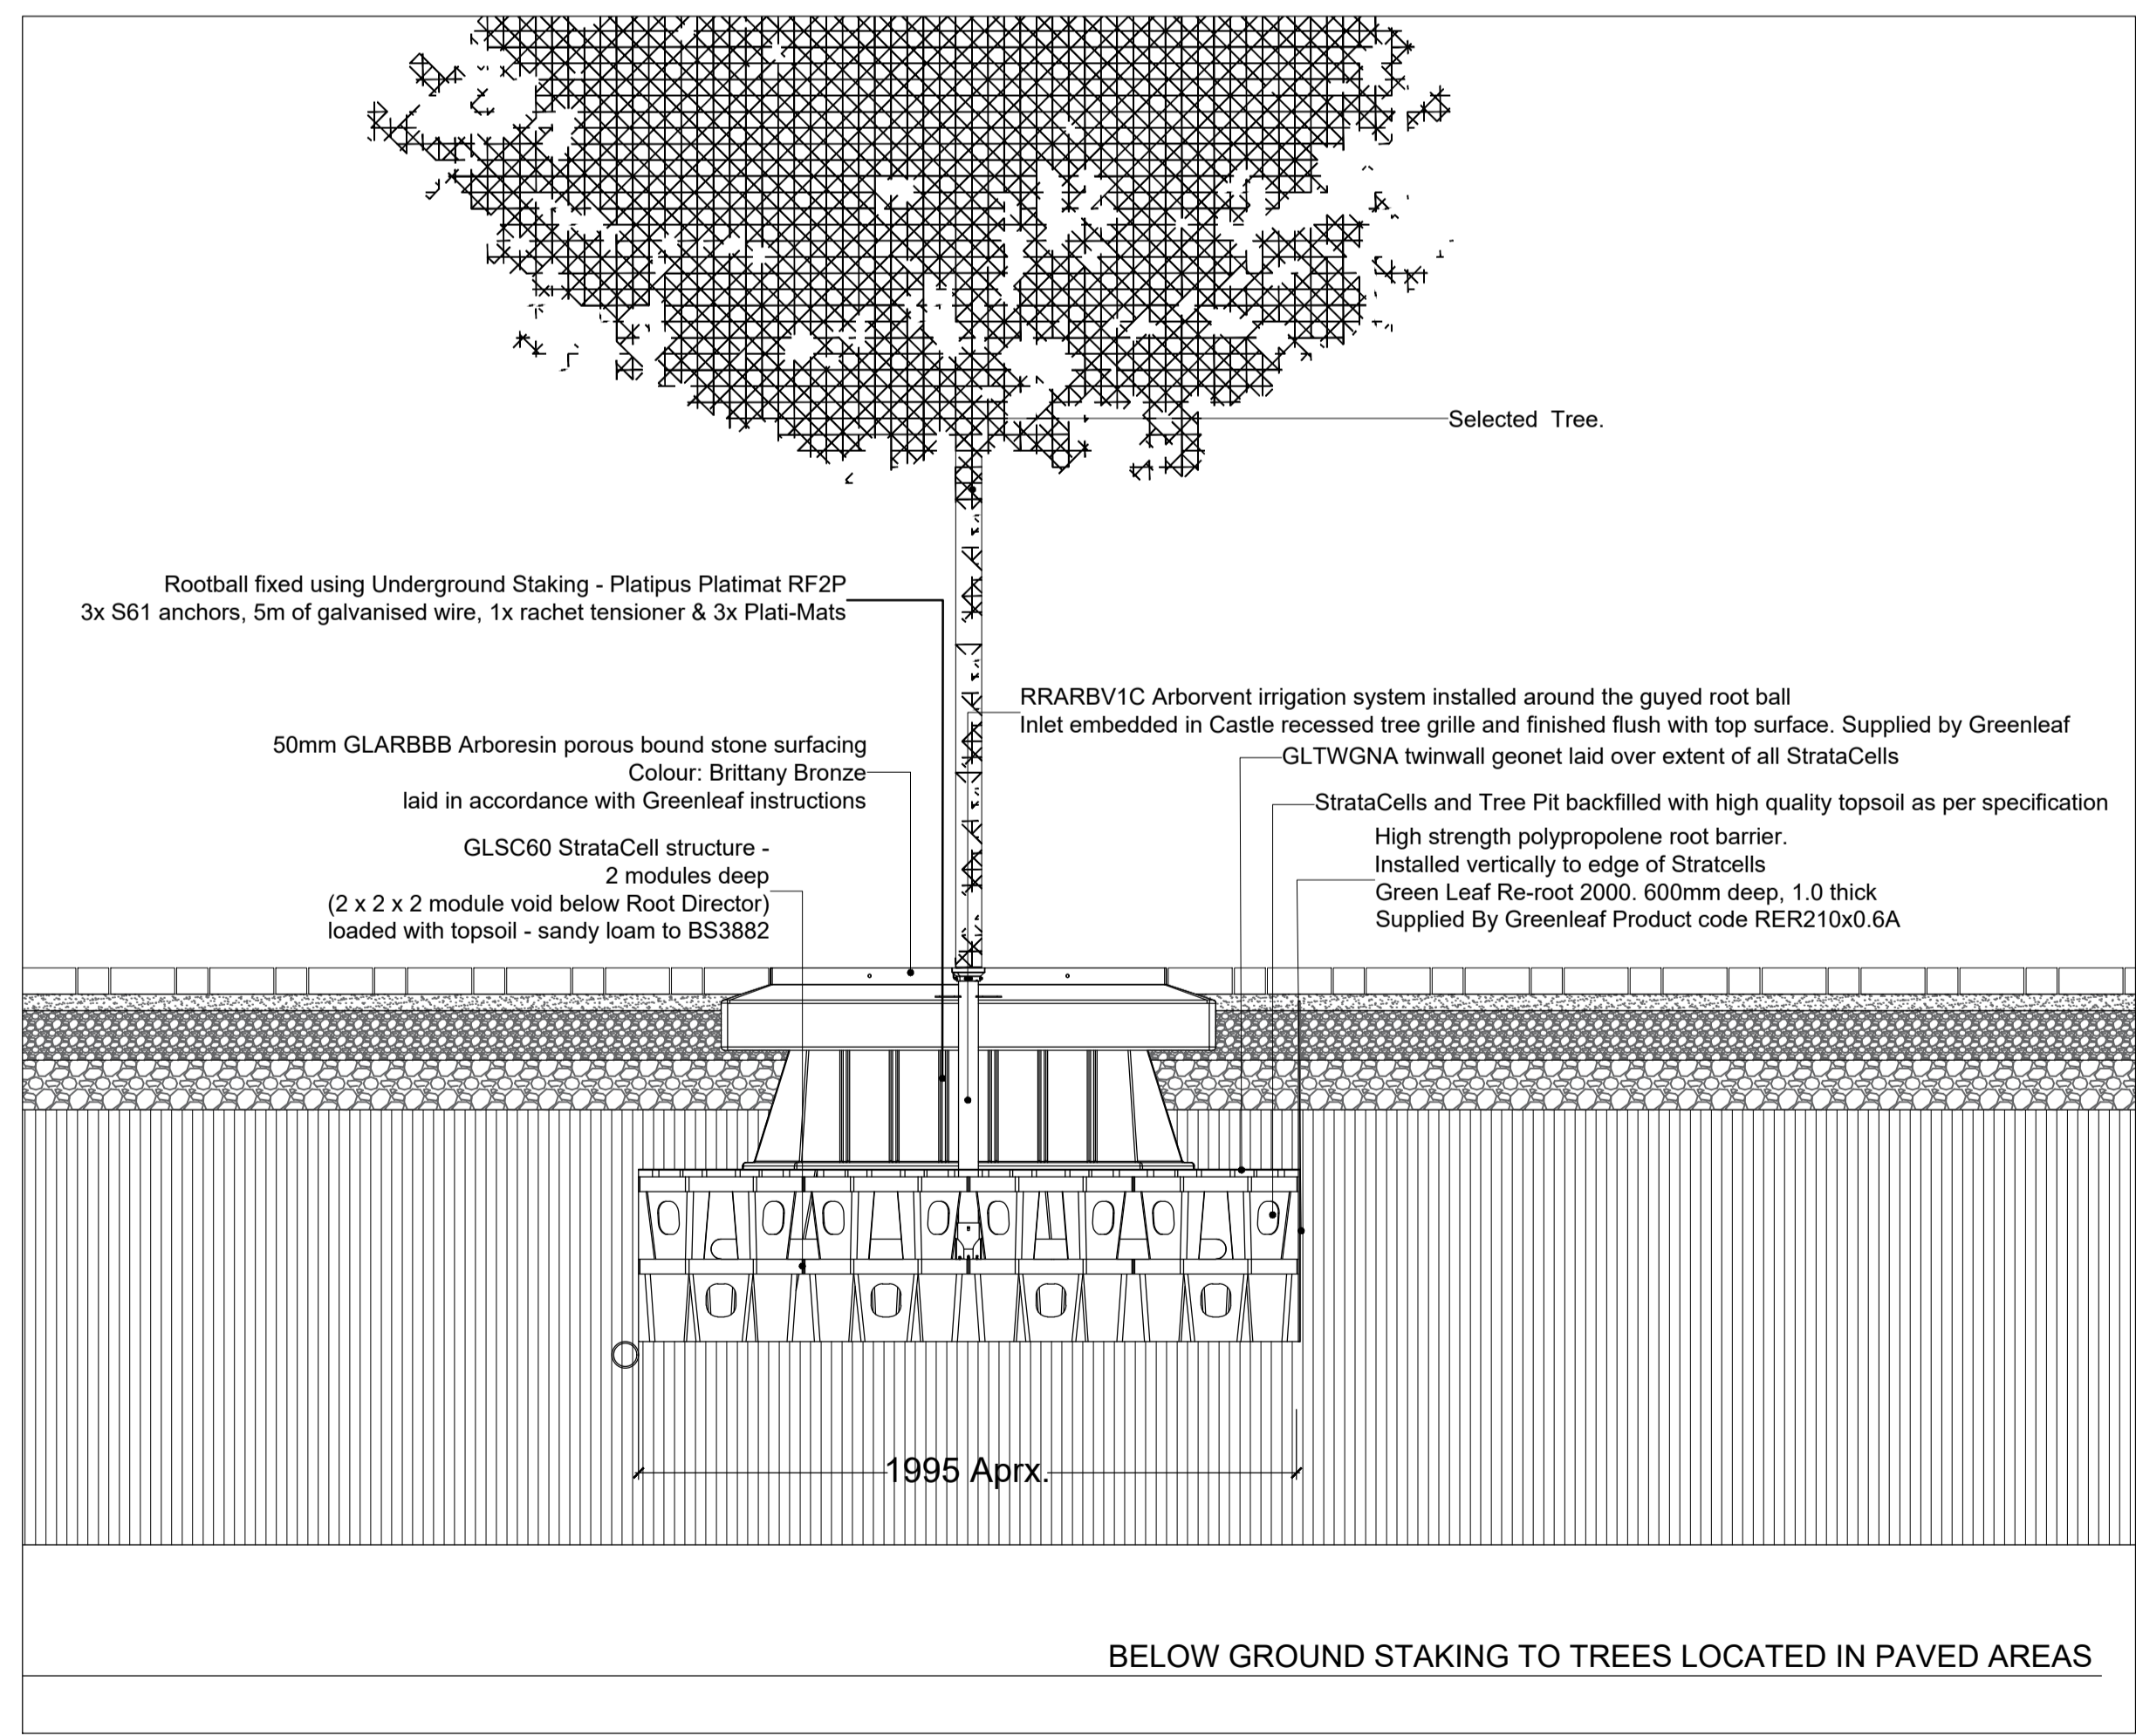 Selected Tree.
Rootball fixed using Underground Staking - Platipus Platimat RF2P
3x S61 anchors, 5m of galvanised wire, 1x rachet tensioner & 3x Plati-Mats
RRARBV1C Arborvent irrigation system installed around the guyed root ball
Inlet embedded in Castle recessed tree grille and finished flush with top surface. Supplied by Greenleaf
50mm GLARBBB Arboresin porous bound stone surfacing
Colour: Brittany Bronze
laid in accordance with Greenleaf instructions
GLTWGNA twinwall geonet laid over extent of all StrataCells
StrataCells and Tree Pit backfilled with high quality topsoil as per specification
High strength polypropolene root barrier.
Installed vertically to edge of Stratcells
Green Leaf Re-root 2000. 600mm deep, 1.0 thick
Supplied By Greenleaf Product code RER210x0.6A
GLSC60 StrataCell structure -
2 modules deep
(2 x 2 x 2 module void below Root Director)
loaded with topsoil - sandy loam to BS3882
1995 Aprx.
BELOW GROUND STAKING TO TREES LOCATED IN PAVED AREAS